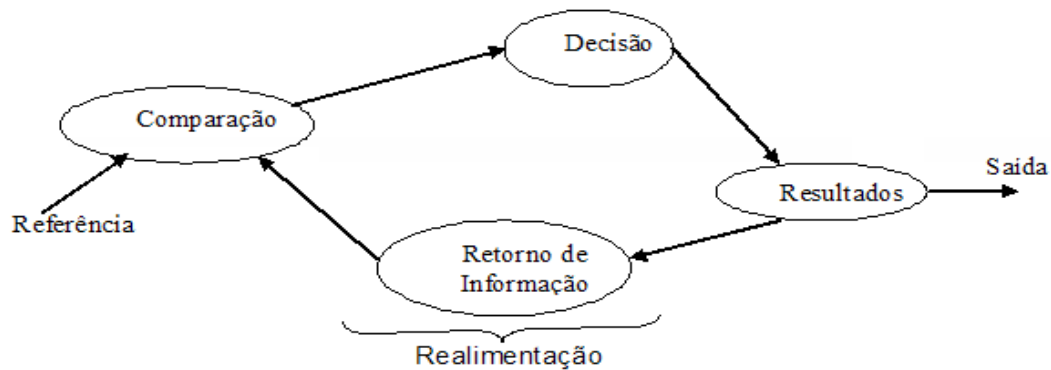 Decisão
Comparação
Saida
Resultados
Referência
Retorno de
Informação
Realimentação